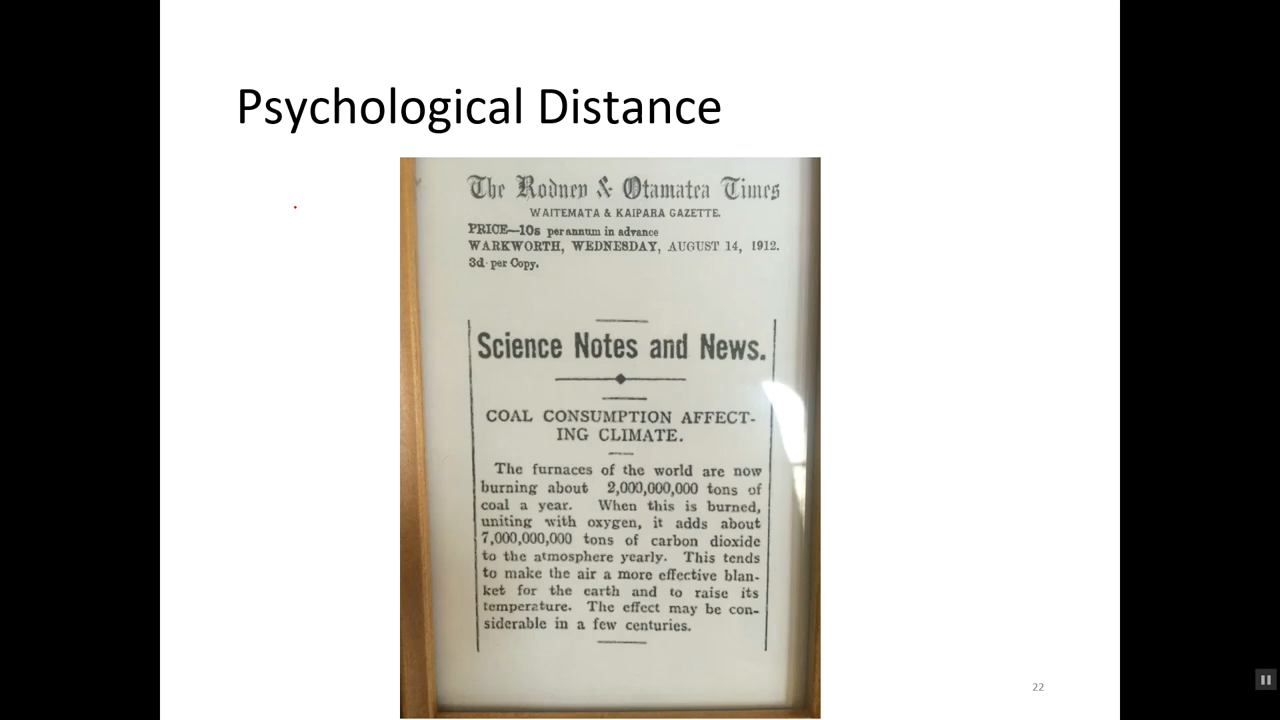 Psychological Distance
The Rodney & Otamatea Times
WAITEMATA & KAIPARA GAZETTE.
PRICE—10s per annum in advance
WARKWORTH, WEDNESDAY, AUGUST 14, 1912.
3d. per Copy.
Science Notes and News.
COAL CONSUMPTION AFFECT-
ING CLIMATE.
The furnaces of the world are now
burning about 2,000,000,000 tons of
coal a year. When this is burned,
uniting with oxygen, it adds about
7,000,000,000 tons of carbon dioxide
to the atmosphere yearly. This tends
to make the air a more effective blan-
ket for the earth and to raise its
temperature. The effect may be con-
siderable in a few centuries.
22